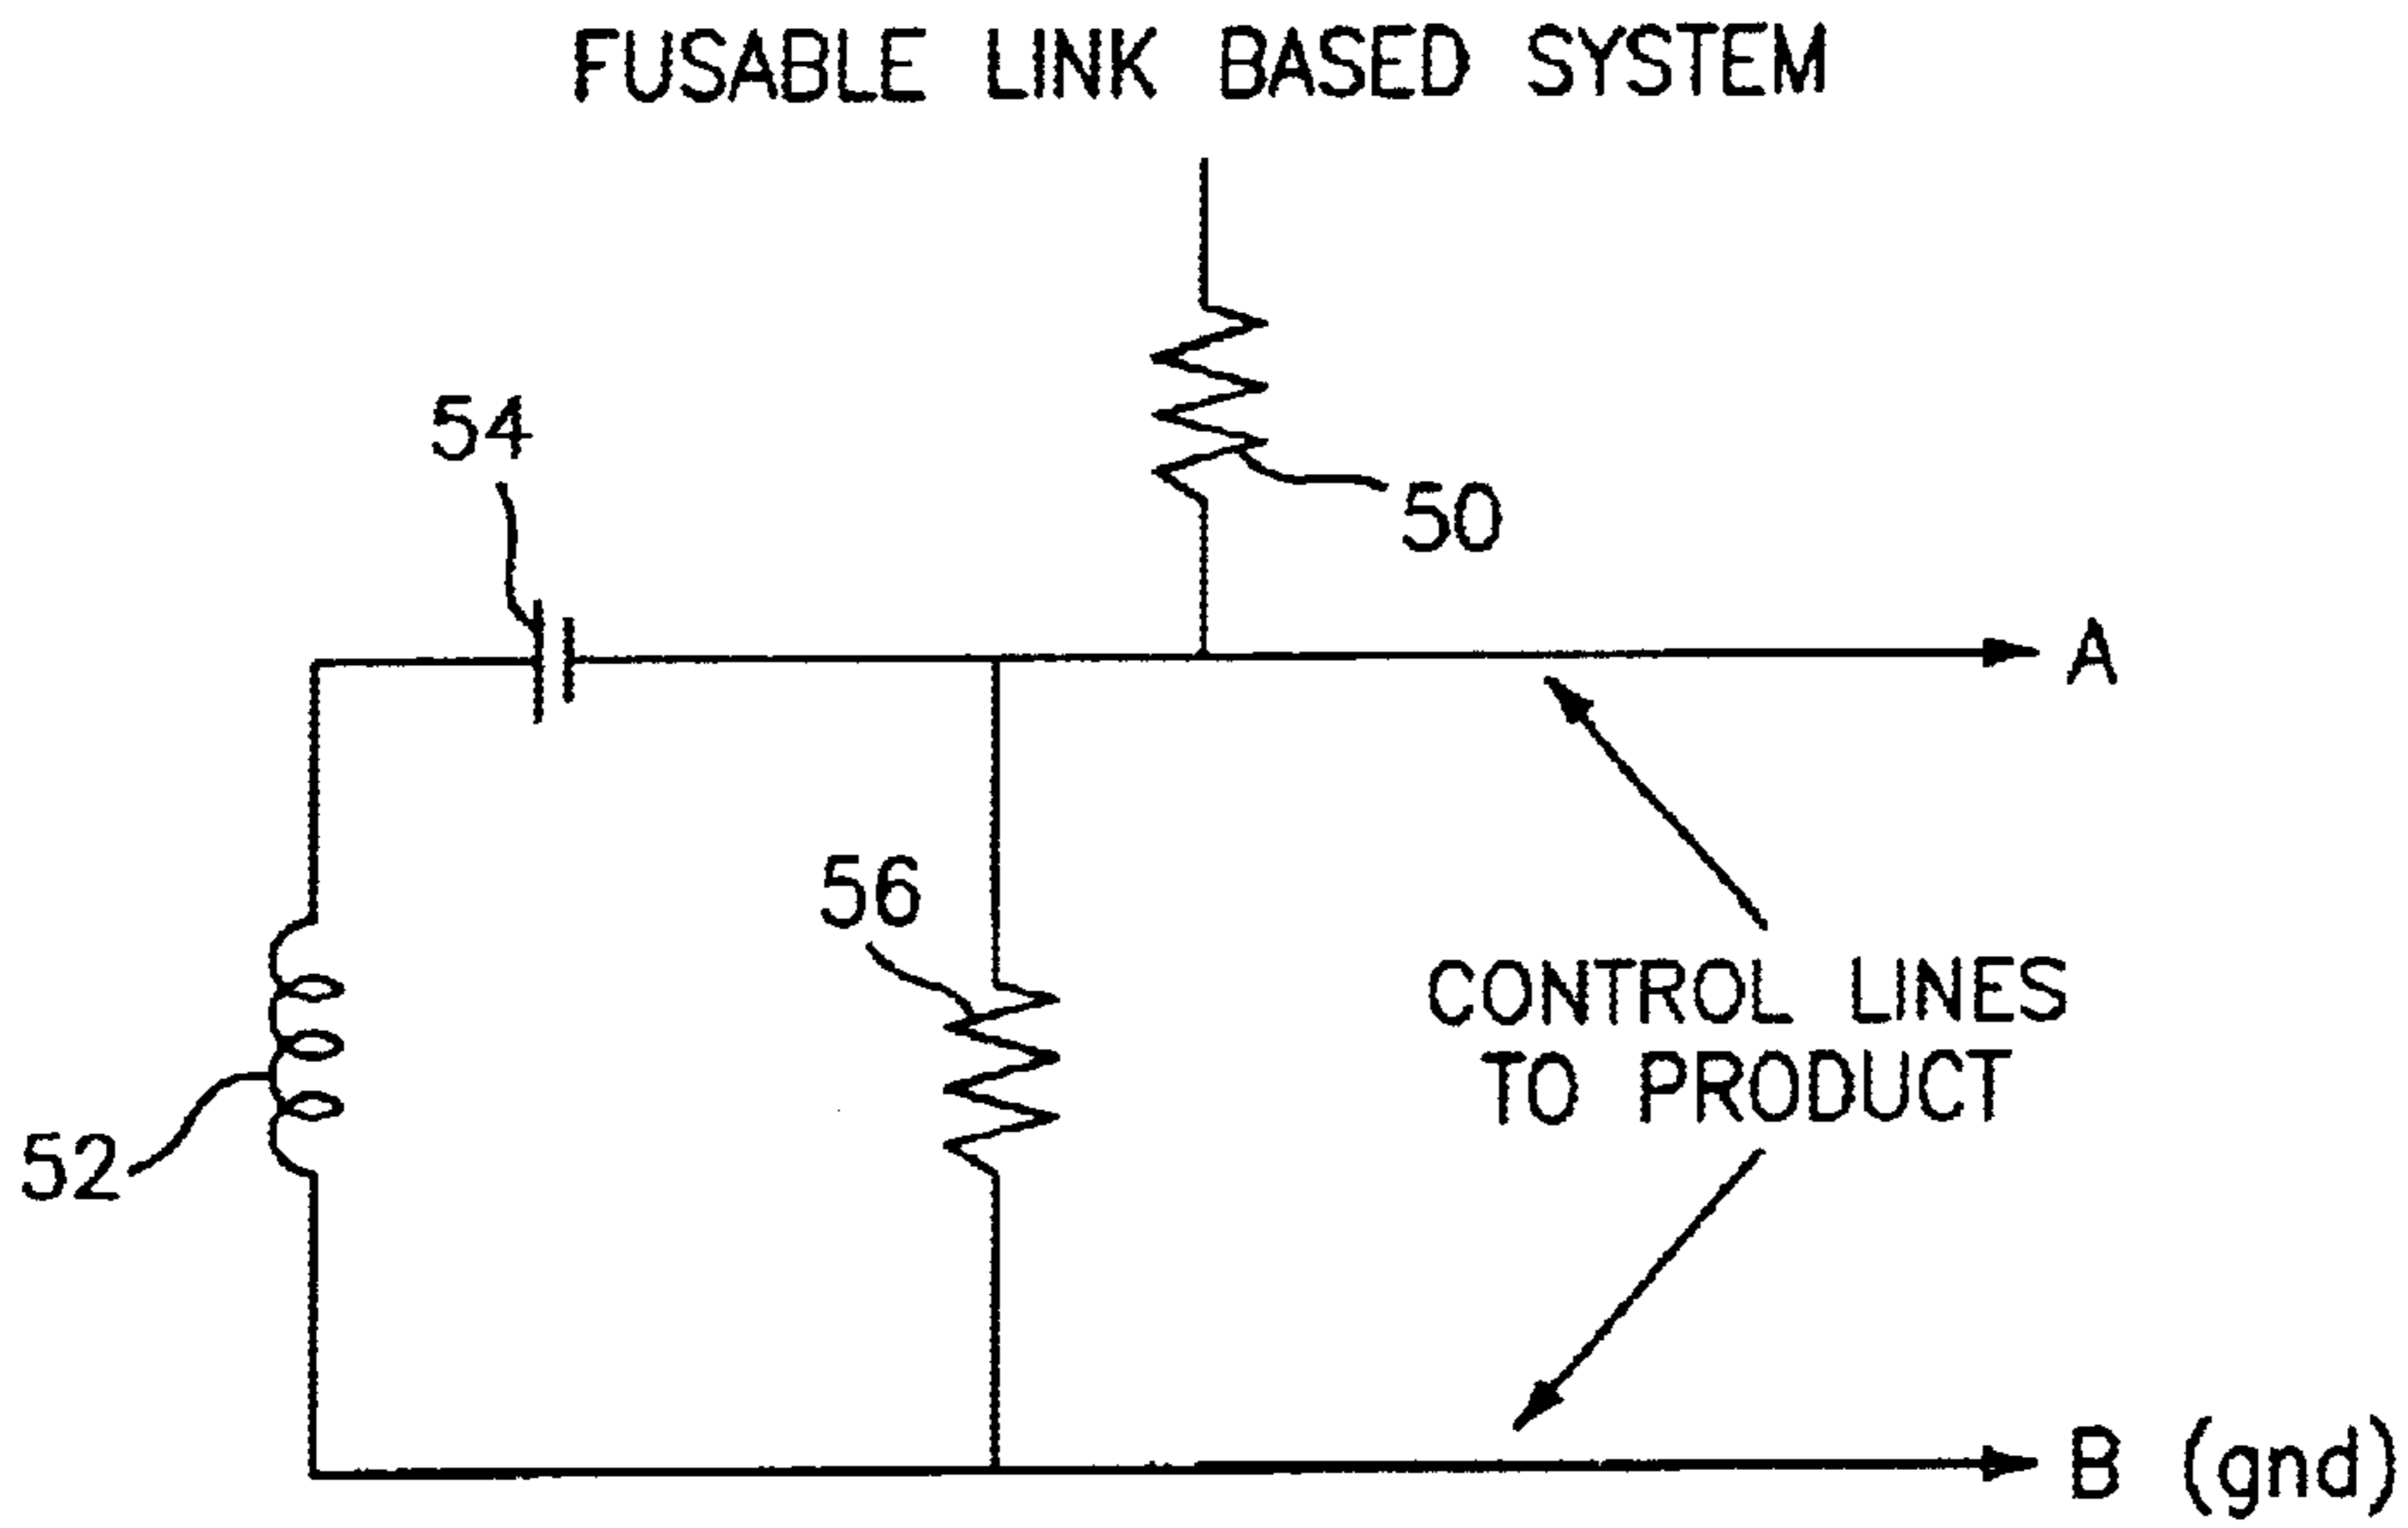 FUSABLE LINK BASED SYSTEM
54
50
A
56
CONTROL LINES
TO PRODUCT
52
B (gnd)